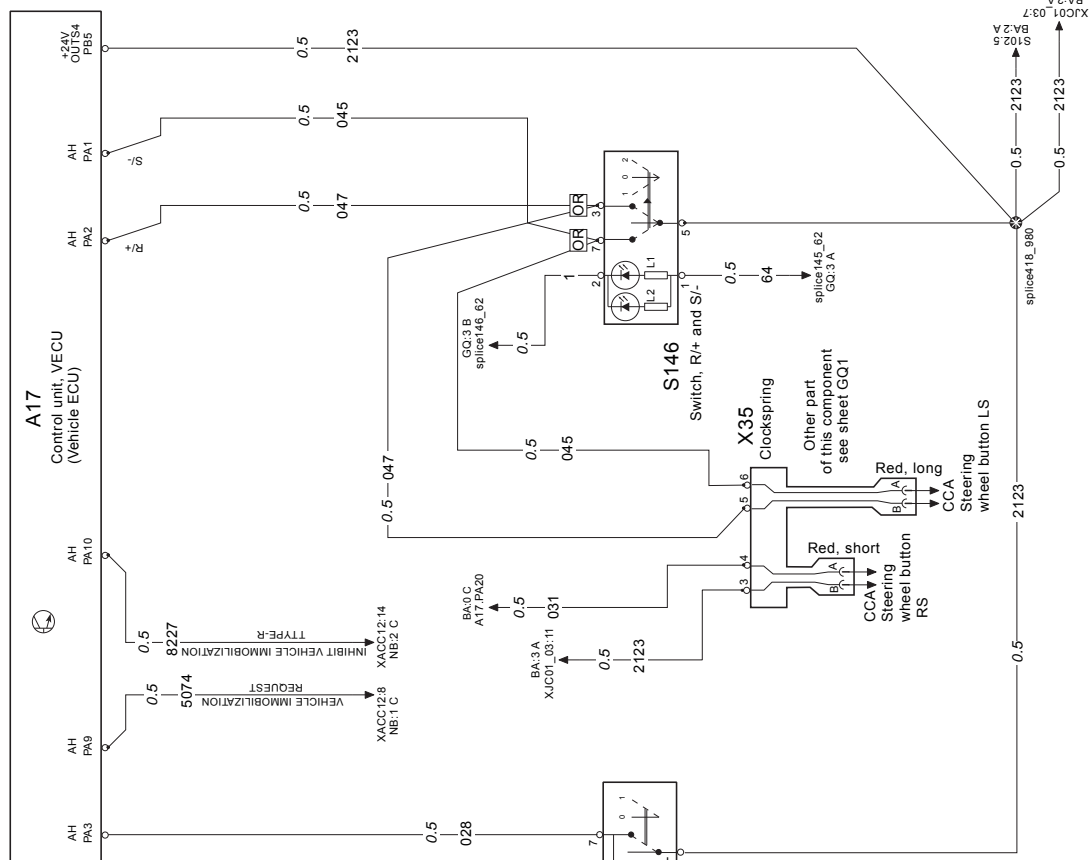 +24V
OUTS4
PB5
0.5
2123
AH
PA1
S/-
0.5
045
AH
PA2
R/+
0.5
047
A17
Control unit, VECU
(Vehicle ECU)
AH
PA10
0.5
8227
INHIBIT VEHICLE IMMOBILIZATION
TTYPE-R
XACC12:14
NB:2 C
AH
PA9
0.5
5074
VEHICLE IMMOBILIZATION
REQUEST
XACC12:8
NB:1 C
AH
PA3
0.5
028
7
0
1
OR
OR
3
7
2
1
5
1
0
2
L1
L2
1
0.5
GQ:3 B
splice146_62
0.5
64
splice145_62
GQ:3 A
S146
Switch, R/+ and S/-
0.5
045
0.5
047
X35
Clockspring
Other part
of this component
see sheet GQ1
6
5
4
3
Red, long
A
B
CCA
Steering
wheel button LS
Red, short
A
B
CCA
Steering
wheel button
RS
BA:0 C
A17:PA20
0.5
031
BA:3 A
XJC01_03:11
0.5
2123
S102:5
BA:2 A
0.5
2123
XJC01_03:7
0.5
2123
splice418_980
2123
0.5